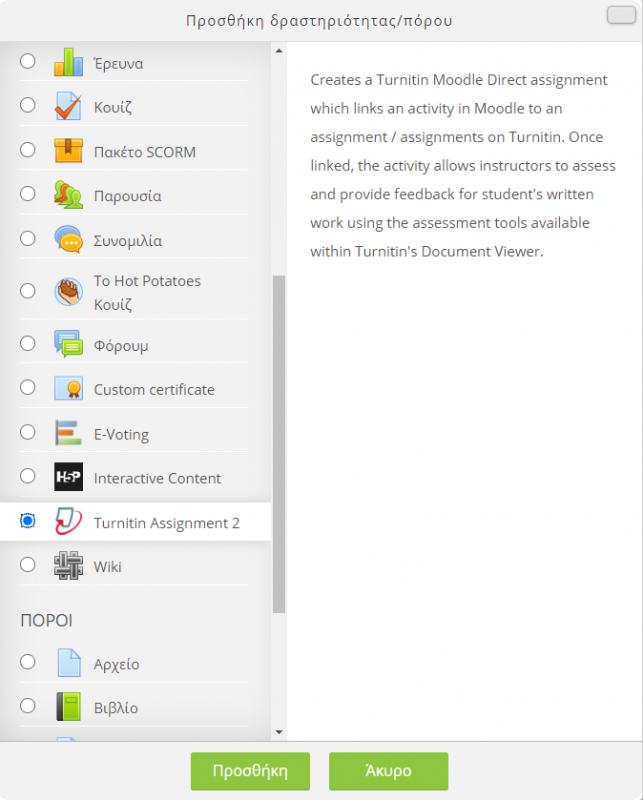 Προσθήκη δραστηριότητας/πόρου
Έρευνα
Κουίζ
Πακέτο SCORM
Παρουσία
Συνομιλία
Το Hot Potatoes
Κουίζ
Φόρουμ
Custom certificate
E-Voting
H5P
Interactive Content
Turnitin Assignment 2
Wiki
ΠΟΡΟΙ
Αρχείο
Βιβλίο
Creates a Turnitin Moodle Direct assignment
which links an activity in Moodle to an
assignment / assignments on Turnitin. Once
linked, the activity allows instructors to assess
and provide feedback for student's written
work using the assessment tools available
within Turnitin's Document Viewer.
Προσθήκη
Άκυρο